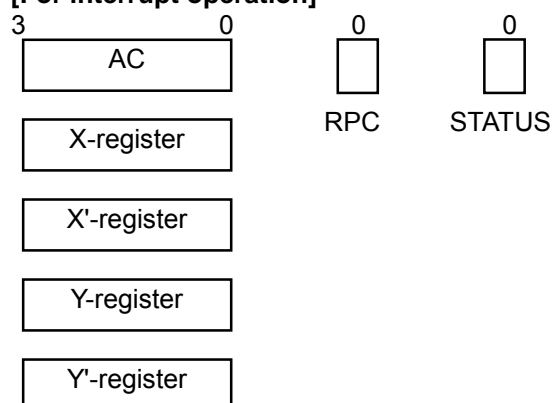 [For interrupt operation]
3 0 0 0
AC
RPC STATUS
X-register
X'-register
Y-register
Y'-register